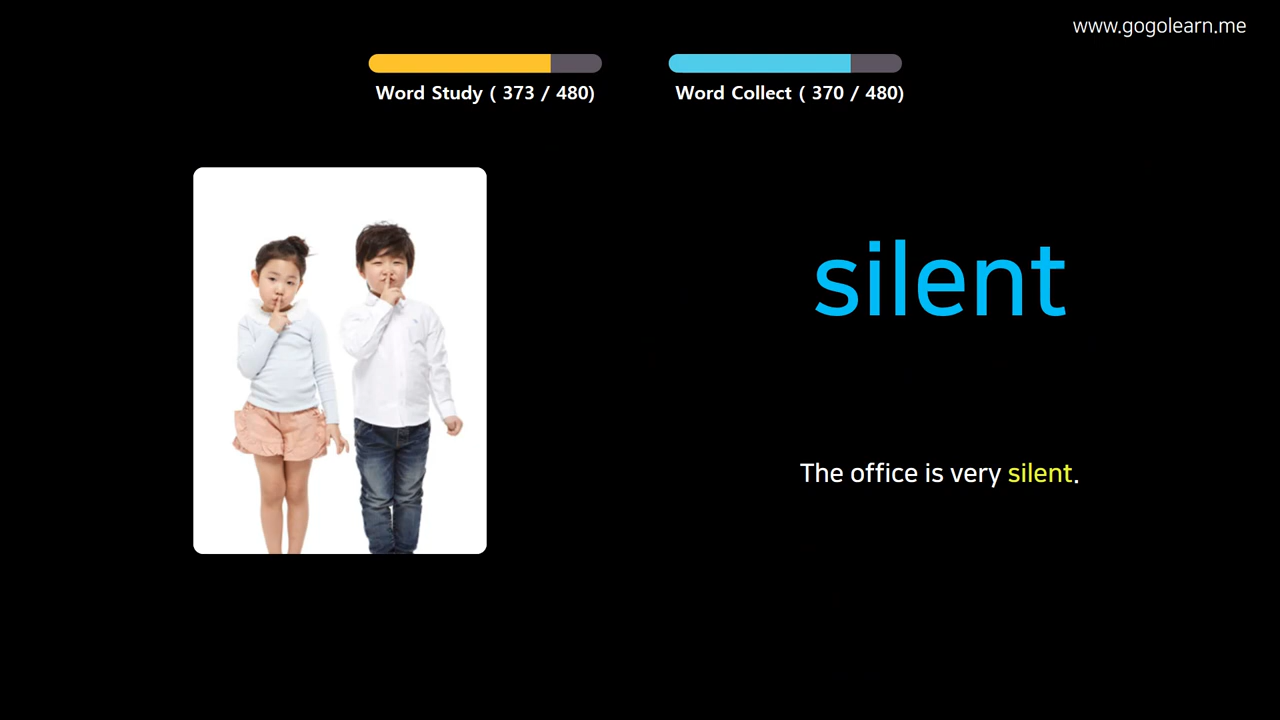 www.gogolearn.me
Word Study ( 373 / 480)
Word Collect ( 370 / 480)
silent
The office is very silent.